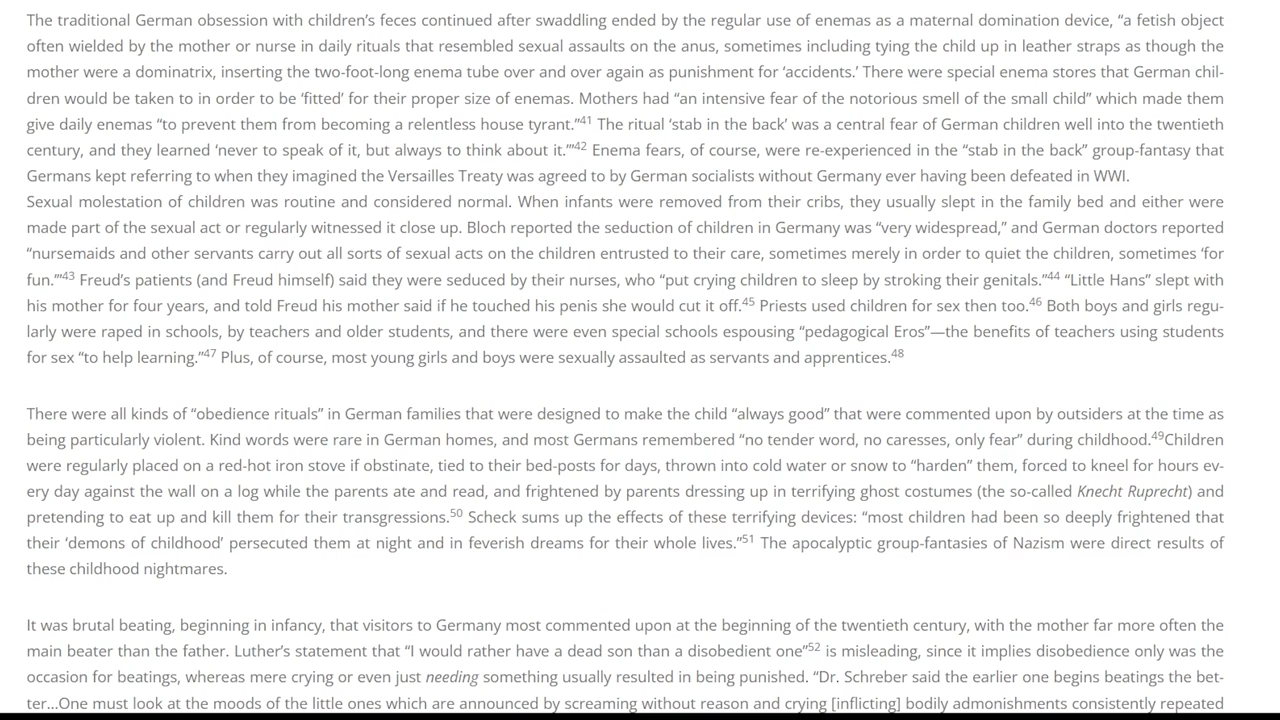 The traditional German obsession with children's feces continued after swaddling ended by the regular use of enemas as a maternal domination device, “a fetish object
often wielded by the mother or nurse in daily rituals that resembled sexual assaults on the anus, sometimes including tying the child up in leather straps as though the
mother were a dominatrix, inserting the two-foot-long enema tube over and over again as punishment for ‘accidents.’ There were special enema stores that German chil-
dren would be taken to in order to be ‘fitted’ for their proper size of enemas. Mothers had “an intensive fear of the notorious smell of the small child” which made them
give daily enemas “to prevent them from becoming a relentless house tyrant.”41 The ritual ‘stab in the back’ was a central fear of German children well into the twentieth
century, and they learned ‘never to speak of it, but always to think about it.’”42 Enema fears, of course, were re-experienced in the “stab in the back” group-fantasy that
Germans kept referring to when they imagined the Versailles Treaty was agreed to by German socialists without Germany ever having been defeated in WWI.
Sexual molestation of children was routine and considered normal. When infants were removed from their cribs, they usually slept in the family bed and either were
made part of the sexual act or regularly witnessed it close up. Bloch reported the seduction of children in Germany was “very widespread,” and German doctors reported
“nursemaids and other servants carry out all sorts of sexual acts on the children entrusted to their care, sometimes merely in order to quiet the children, sometimes ‘for
fun.’”43 Freud’s patients (and Freud himself) said they were seduced by their nurses, who “put crying children to sleep by stroking their genitals.”44 “Little Hans” slept with
his mother for four years, and told Freud his mother said if he touched his penis she would cut it off.45 Priests used children for sex then too.46 Both boys and girls regu-
larly were raped in schools, by teachers and older students, and there were even special schools espousing “pedagogical Eros”—the benefits of teachers using students
for sex “to help learning.”47 Plus, of course, most young girls and boys were sexually assaulted as servants and apprentices.48
There were all kinds of “obedience rituals” in German families that were designed to make the child “always good” that were commented upon by outsiders at the time as
being particularly violent. Kind words were rare in German homes, and most Germans remembered “no tender word, no caresses, only fear” during childhood.49Children
were regularly placed on a red-hot iron stove if obstinate, tied to their bed-posts for days, thrown into cold water or snow to “harden” them, forced to kneel for hours ev-
ery day against the wall on a log while the parents ate and read, and frightened by parents dressing up in terrifying ghost costumes (the so-called Knecht Ruprecht) and
pretending to eat up and kill them for their transgressions.50 Scheck sums up the effects of these terrifying devices: “most children had been so deeply frightened that
their ‘demons of childhood’ persecuted them at night and in feverish dreams for their whole lives.”51 The apocalyptic group-fantasies of Nazism were direct results of
these childhood nightmares.
It was brutal beating, beginning in infancy, that visitors to Germany most commented upon at the beginning of the twentieth century, with the mother far more often the
main beater than the father. Luther’s statement that “I would rather have a dead son than a disobedient one”52 is misleading, since it implies disobedience only was the
occasion for beatings, whereas mere crying or even just needing something usually resulted in being punished. “Dr. Schreber said the earlier one begins beatings the bet-
ter...One must look at the moods of the little ones which are announced by screaming without reason and crying [inflicting] bodily admonishments consistently repeated